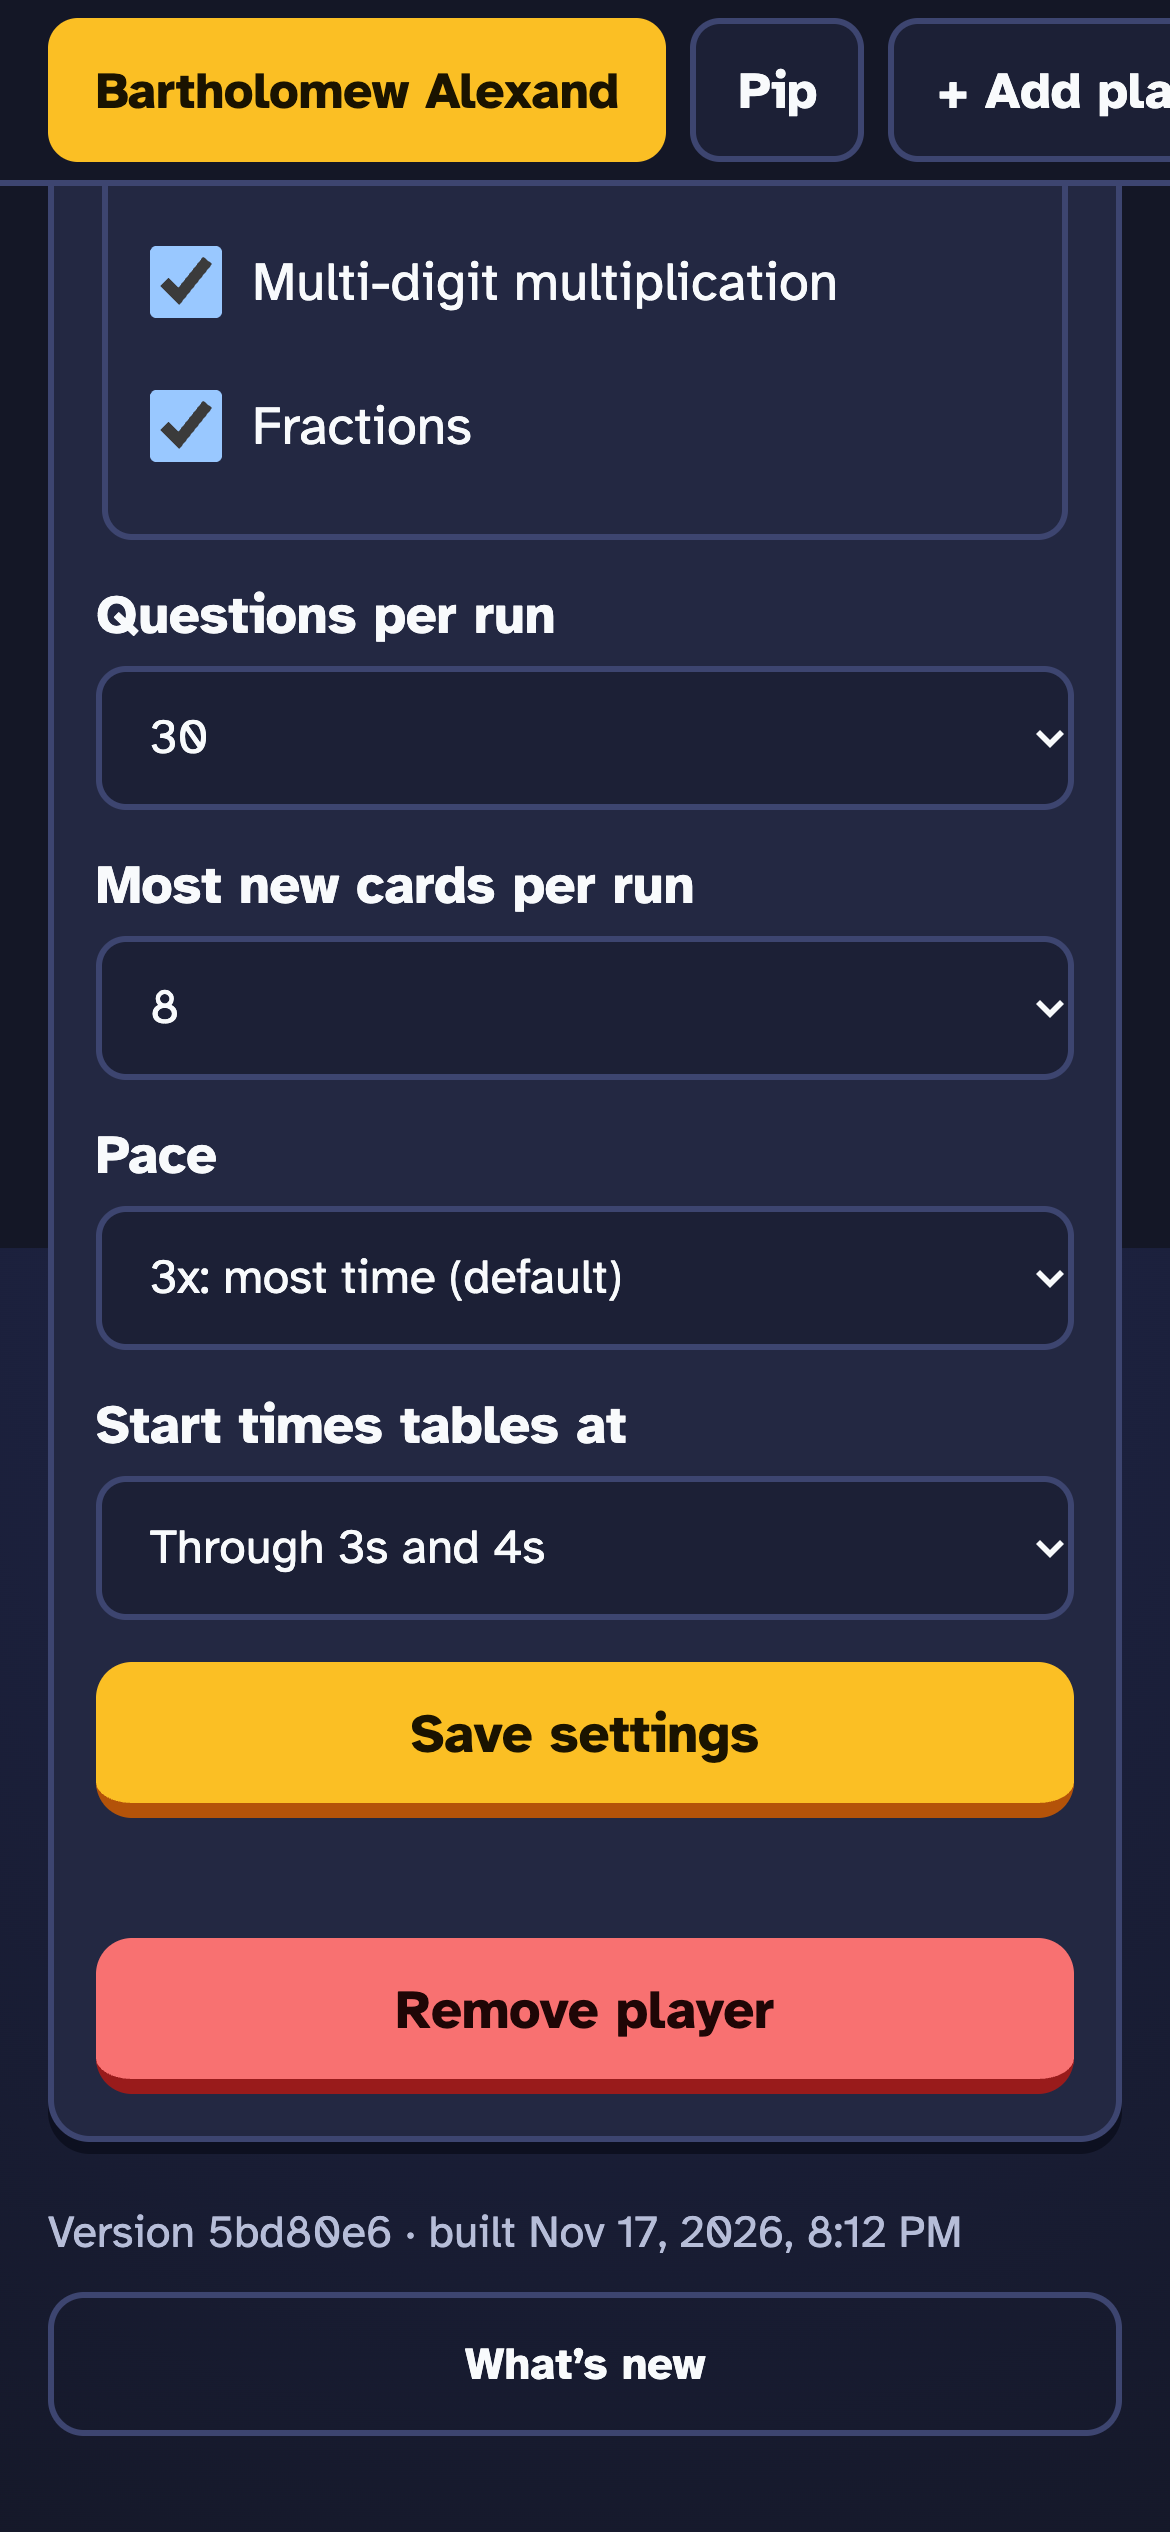 Bartholomew Alexand
Pip
+ Add pla
Multi-digit multiplication
Fractions
Questions per run
30
Most new cards per run
8
Pace
3x: most time (default)
Start times tables at
Through 3s and 4s
Save settings
Remove player
Version 5bd80e6 · built Nov 17, 2026, 8:12 PM
What’s new